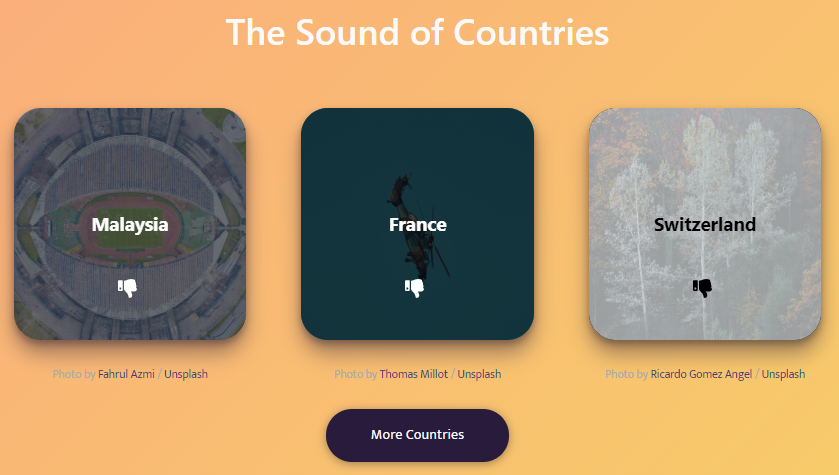 The Sound of Countries
Malaysia
France
Switzerland
Photo by Fahrul Azmi / Unsplash
Photo by Thomas Millot / Unsplash
Photo by Ricardo Gomez Angel / Unsplash
More Countries